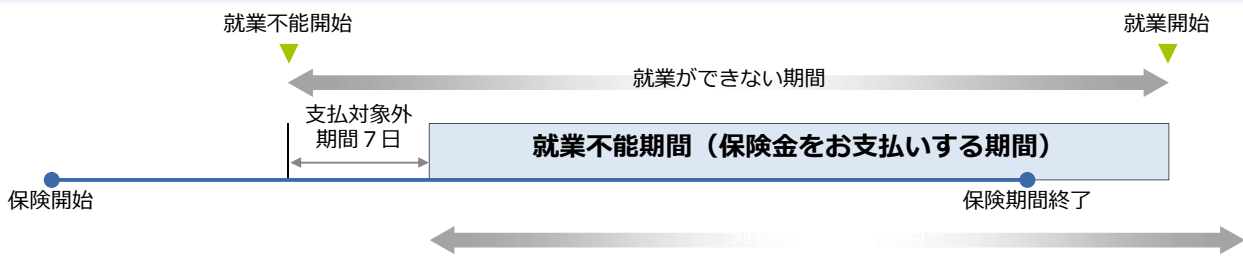 就業不能開始
就業開始
就業ができない期間
支払対象外
期間７日
就業不能期間（保険金をお支払いする期間）
保険開始
保険期間終了